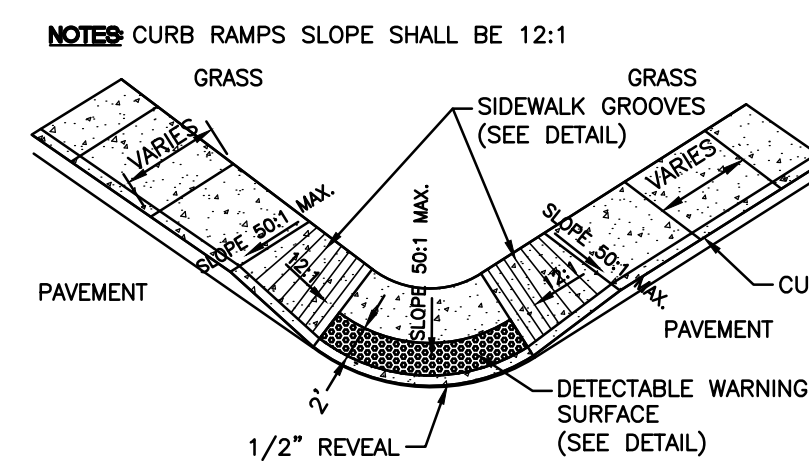 NOTES: CURB RAMPS SLOPE SHALL BE 12:1
GRASS
GRASS
SIDEWALK GROOVES
(SEE DETAIL)
VARIES
VARIES
SLOPE 50:1 MAX.
SLOPE 50:1 MAX.
SLOPE 50:1 MAX.
12:1
12:1
PAVEMENT
CU
PAVEMENT
2'
DETECTABLE WARNING
SURFACE
(SEE DETAIL)
1/2" REVEAL